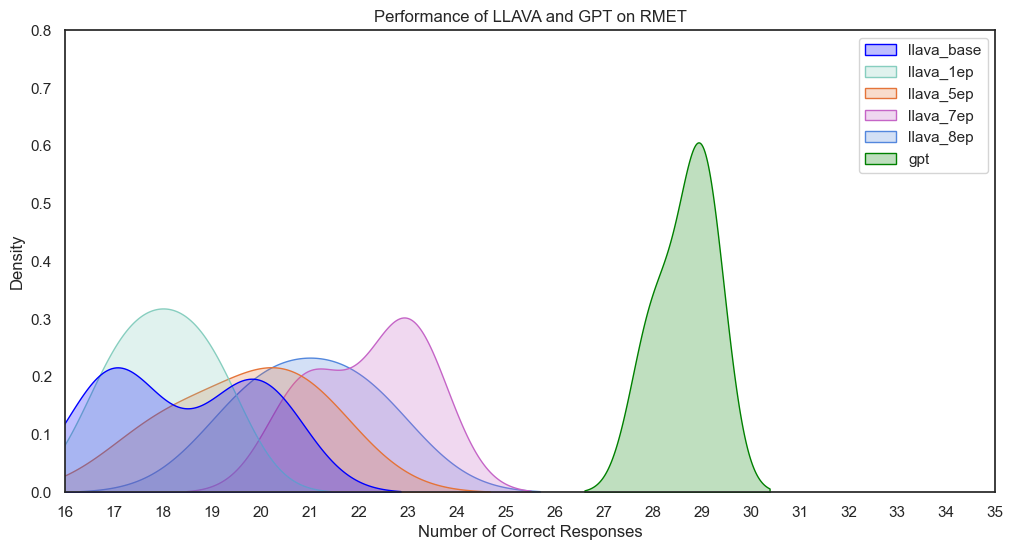 Performance of LLAVA and GPT on RMET
0.8
0.7
0.6
0.5
0.4
0.3
0.2
0.1
0.0
Density
llava_base
llava_1ep
llava_5ep
llava_7ep
llava_8ep
gpt
16 17 18 19 20 21 22 23 24 25 26 27 28 29 30 31 32 33 34 35
Number of Correct Responses